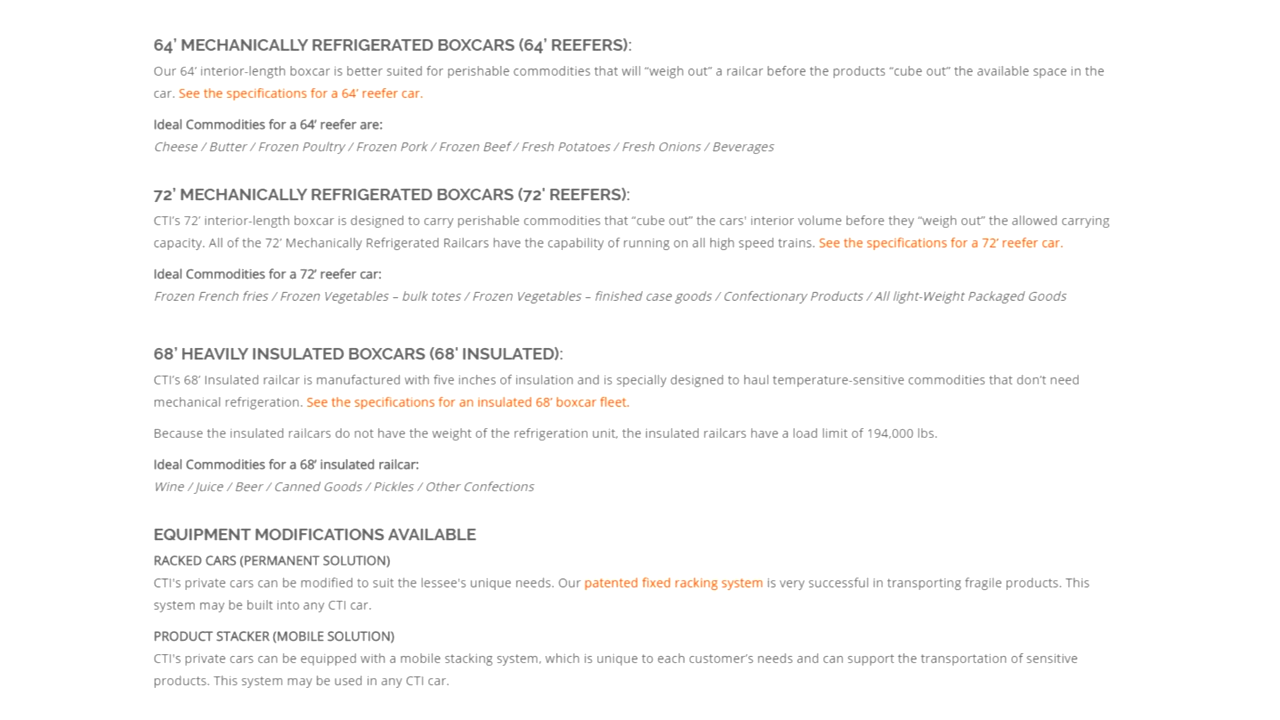 64’ MECHANICALLY REFRIGERATED BOXCARS (64' REEFERS):
Our 64’ interior-length boxcar is better suited for perishable commodities that will “weigh out” a railcar before the products “cube out” the available space in the
car. See the specifications for a 64’ reefer car.
Ideal Commodities for a 64’ reefer are:
Cheese / Butter / Frozen Poultry / Frozen Pork / Frozen Beef / Fresh Potatoes / Fresh Onions / Beverages
72’ MECHANICALLY REFRIGERATED BOXCARS (72' REEFERS):
CTI’s 72’ interior-length boxcar is designed to carry perishable commodities that “cube out” the cars' interior volume before they “weigh out” the allowed carrying
capacity. All of the 72’ Mechanically Refrigerated Railcars have the capability of running on all high speed trains. See the specifications for a 72’ reefer car.
Ideal Commodities for a 72’ reefer car:
Frozen French fries / Frozen Vegetables – bulk totes / Frozen Vegetables – finished case goods / Confectionary Products / All light-Weight Packaged Goods
68’ HEAVILY INSULATED BOXCARS (68' INSULATED):
CTI’s 68’ Insulated railcar is manufactured with five inches of insulation and is specially designed to haul temperature-sensitive commodities that don’t need
mechanical refrigeration. See the specifications for an insulated 68’ boxcar fleet.
Because the insulated railcars do not have the weight of the refrigeration unit, the insulated railcars have a load limit of 194,000 lbs.
Ideal Commodities for a 68’ insulated railcar:
Wine / Juice / Beer / Canned Goods / Pickles / Other Confections
EQUIPMENT MODIFICATIONS AVAILABLE
RACKED CARS (PERMANENT SOLUTION)
CTI's private cars can be modified to suit the lessee's unique needs. Our patented fixed racking system is very successful in transporting fragile products. This
system may be built into any CTI car.
PRODUCT STACKER (MOBILE SOLUTION)
CTI's private cars can be equipped with a mobile stacking system, which is unique to each customer’s needs and can support the transportation of sensitive
products. This system may be used in any CTI car.